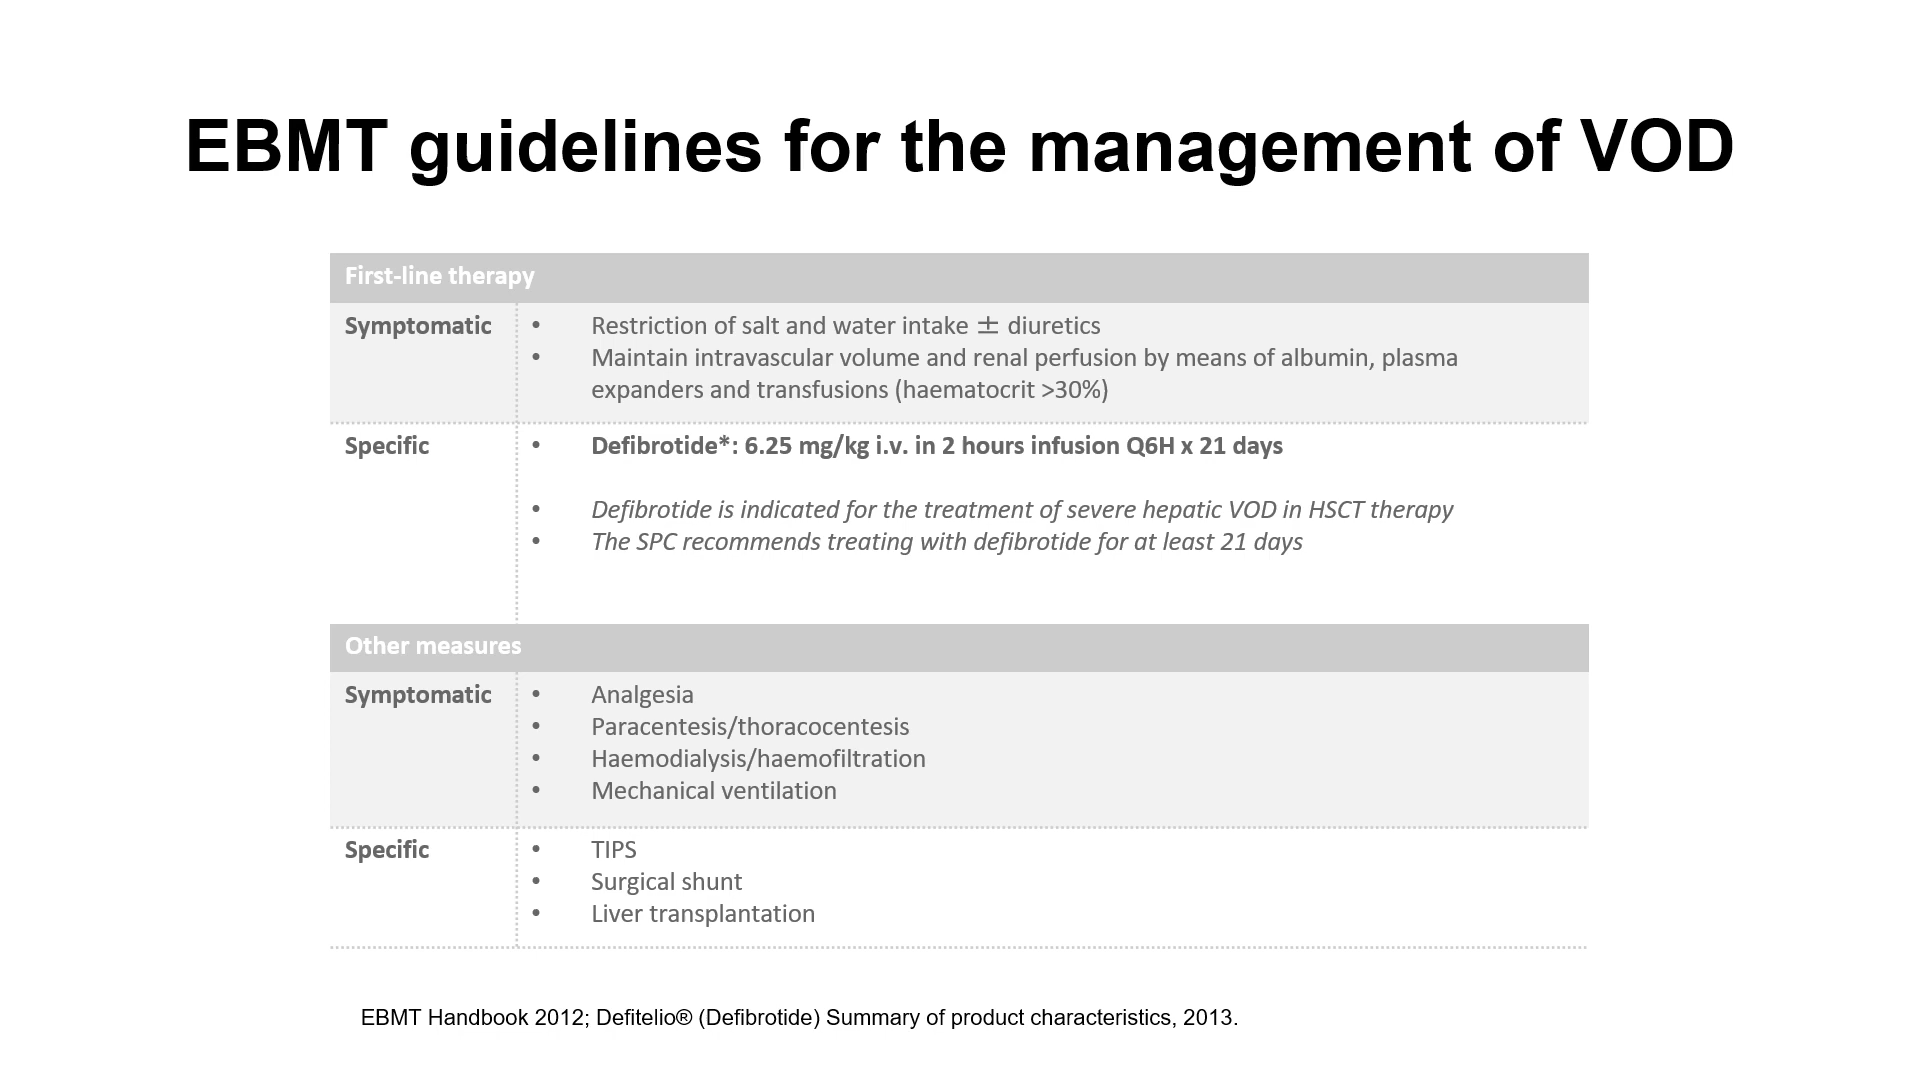 EBMT guidelines for the management of VOD
First-line therapy
Symptomatic
• Restriction of salt and water intake ± diuretics
• Maintain intravascular volume and renal perfusion by means of albumin, plasma
expanders and transfusions (haematocrit >30%)
Specific
• Defibrotide*: 6.25 mg/kg i.v. in 2 hours infusion Q6H x 21 days
• Defibrotide is indicated for the treatment of severe hepatic VOD in HSCT therapy
• The SPC recommends treating with defibrotide for at least 21 days
Other measures
Symptomatic
• Analgesia
• Paracentesis/thoracocentesis
• Haemodialysis/haemofiltration
• Mechanical ventilation
Specific
• TIPS
• Surgical shunt
• Liver transplantation
EBMT Handbook 2012; Defitelio® (Defibrotide) Summary of product characteristics, 2013.